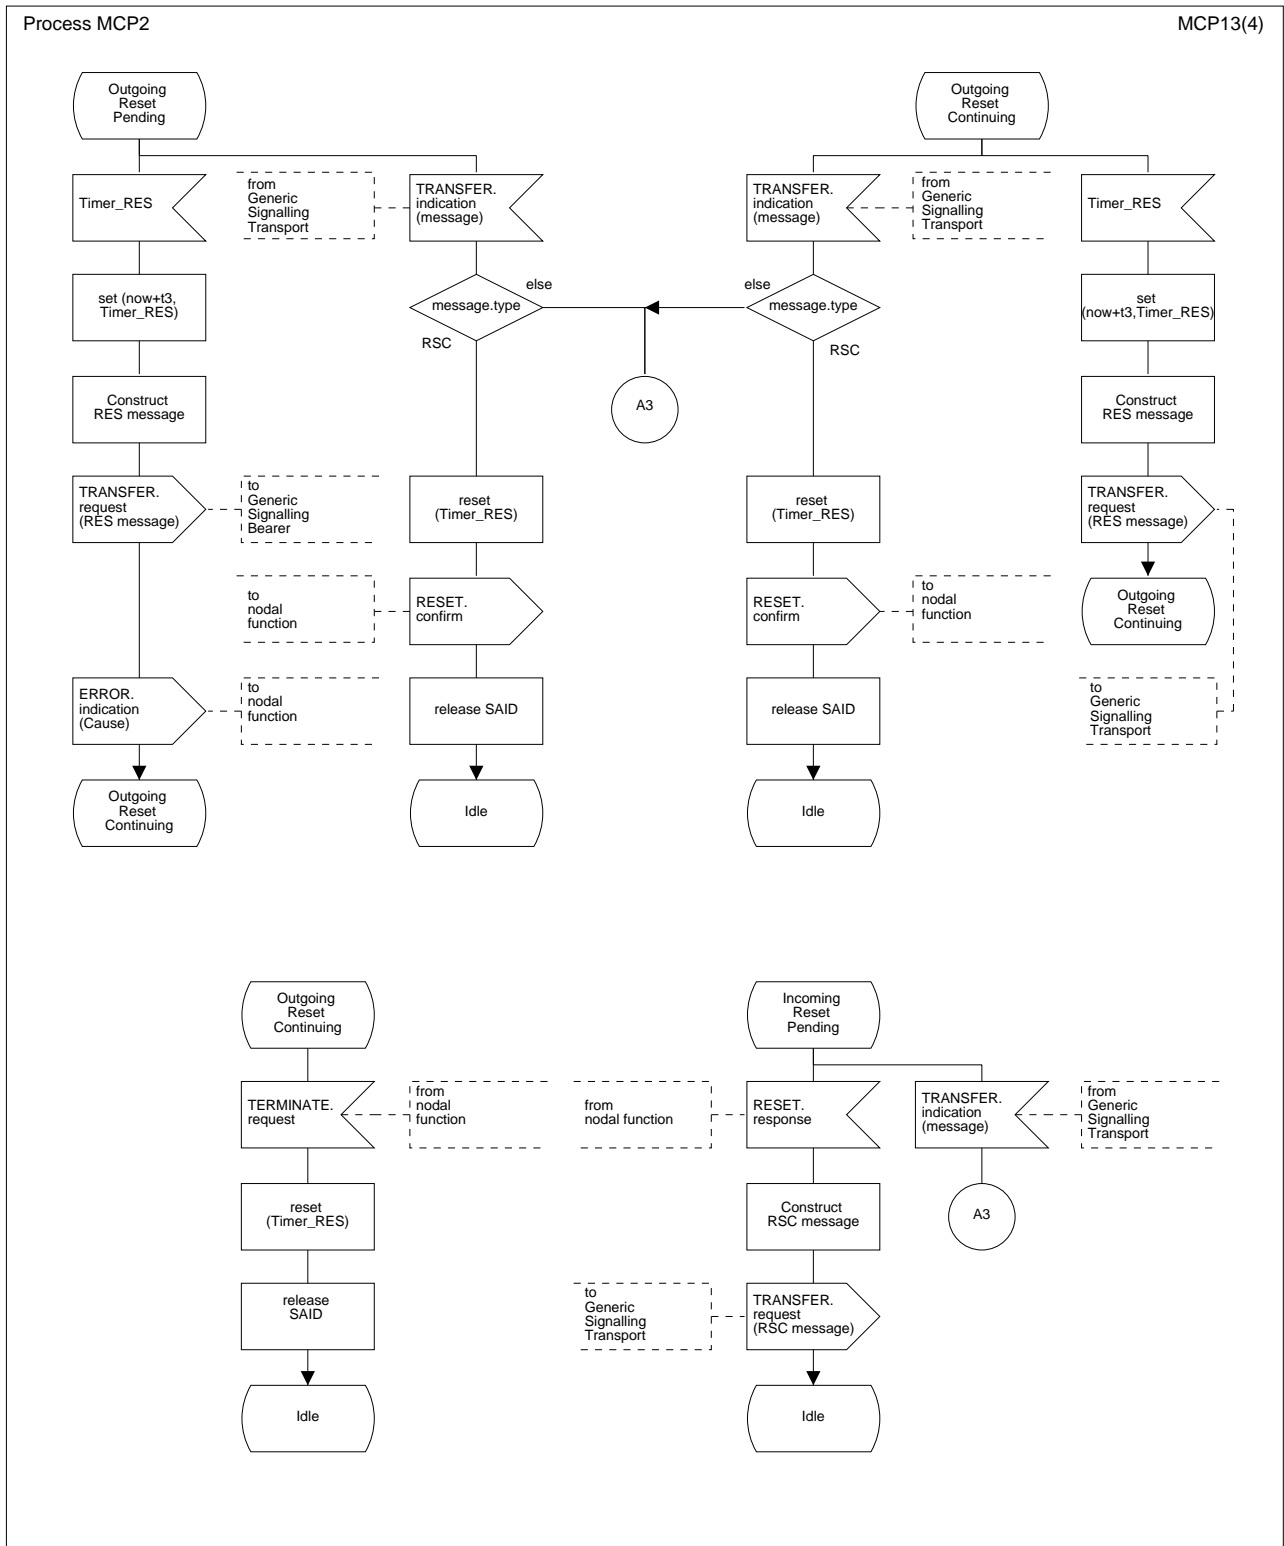 Process MCP2
MCP13(4)
Outgoing
Reset
Pending
Outgoing
Reset
Continuing
Timer_RES
from
Generic
Signalling
Transport
TRANSFER.
indication
(message)
TRANSFER.
indication
(message)
from
Generic
Signalling
Transport
Timer_RES
set (now+t3,
Timer_RES)
message.type
else
RSC
else
message.type
RSC
set
(now+t3,Timer_RES)
Construct
RES message
A3
Construct
RES message
TRANSFER.
request
(RES message)
to
Generic
Signalling
Bearer
reset
(Timer_RES)
reset
(Timer_RES)
TRANSFER.
request
(RES message)
to
nodal
function
RESET.
confirm
RESET.
confirm
to
nodal
function
Outgoing
Reset
Continuing
ERROR.
indication
(Cause)
to
nodal
function
release SAID
release SAID
to
Generic
Signalling
Transport
Outgoing
Reset
Continuing
Idle
Idle
Outgoing
Reset
Continuing
Incoming
Reset
Pending
TERMINATE.
request
from
nodal
function
from
nodal function
RESET.
response
TRANSFER.
indication
(message)
from
Generic
Signalling
Transport
reset
(Timer_RES)
Construct
RSC message
A3
release
SAID
to
Generic
Signalling
Transport
TRANSFER.
request
(RSC message)
Idle
Idle